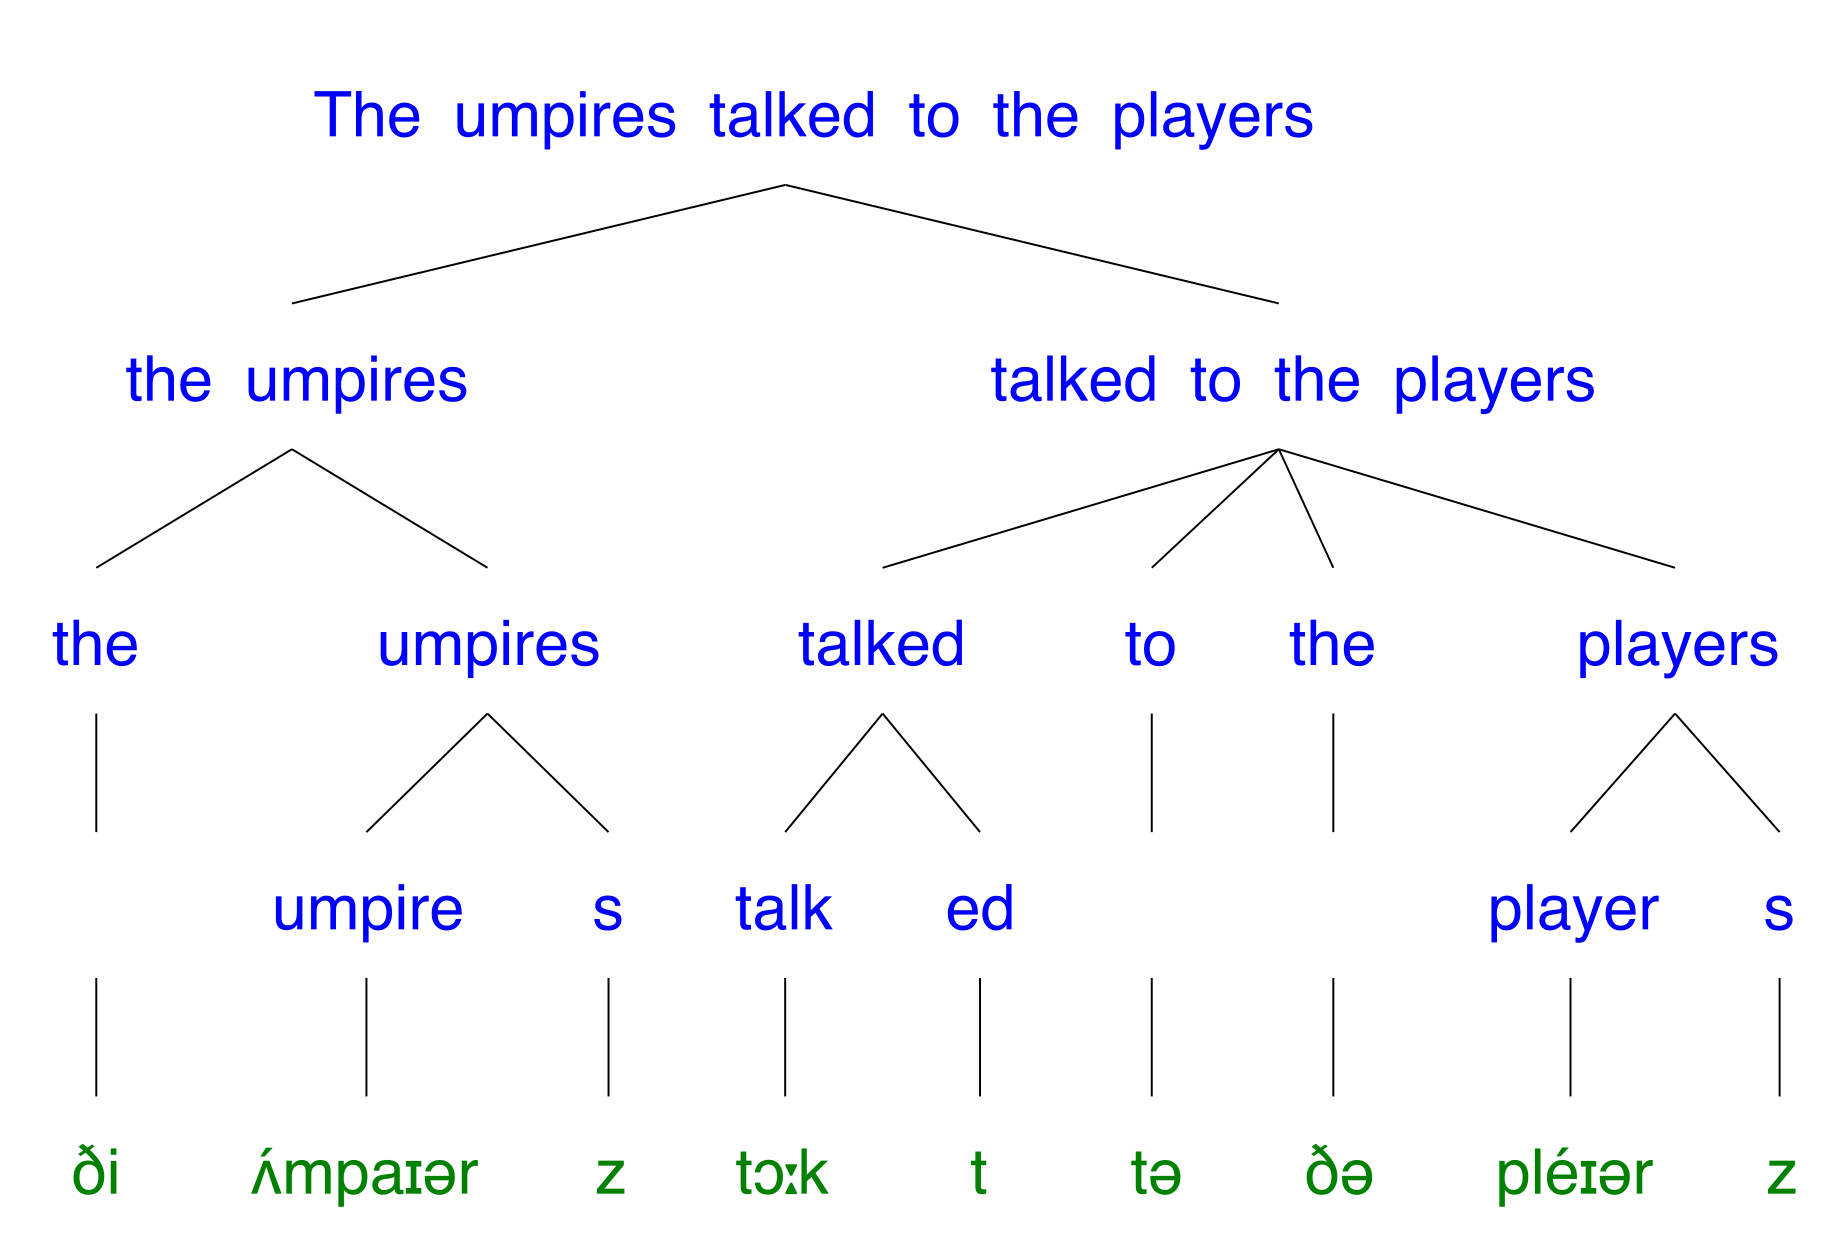 The umpires talked to the players
the umpires talked to the players
the umpires talked to the players
umpire s talk ed player s
ði ʌ́mpaɪər z tɔːk t tə ðə pléɪər z